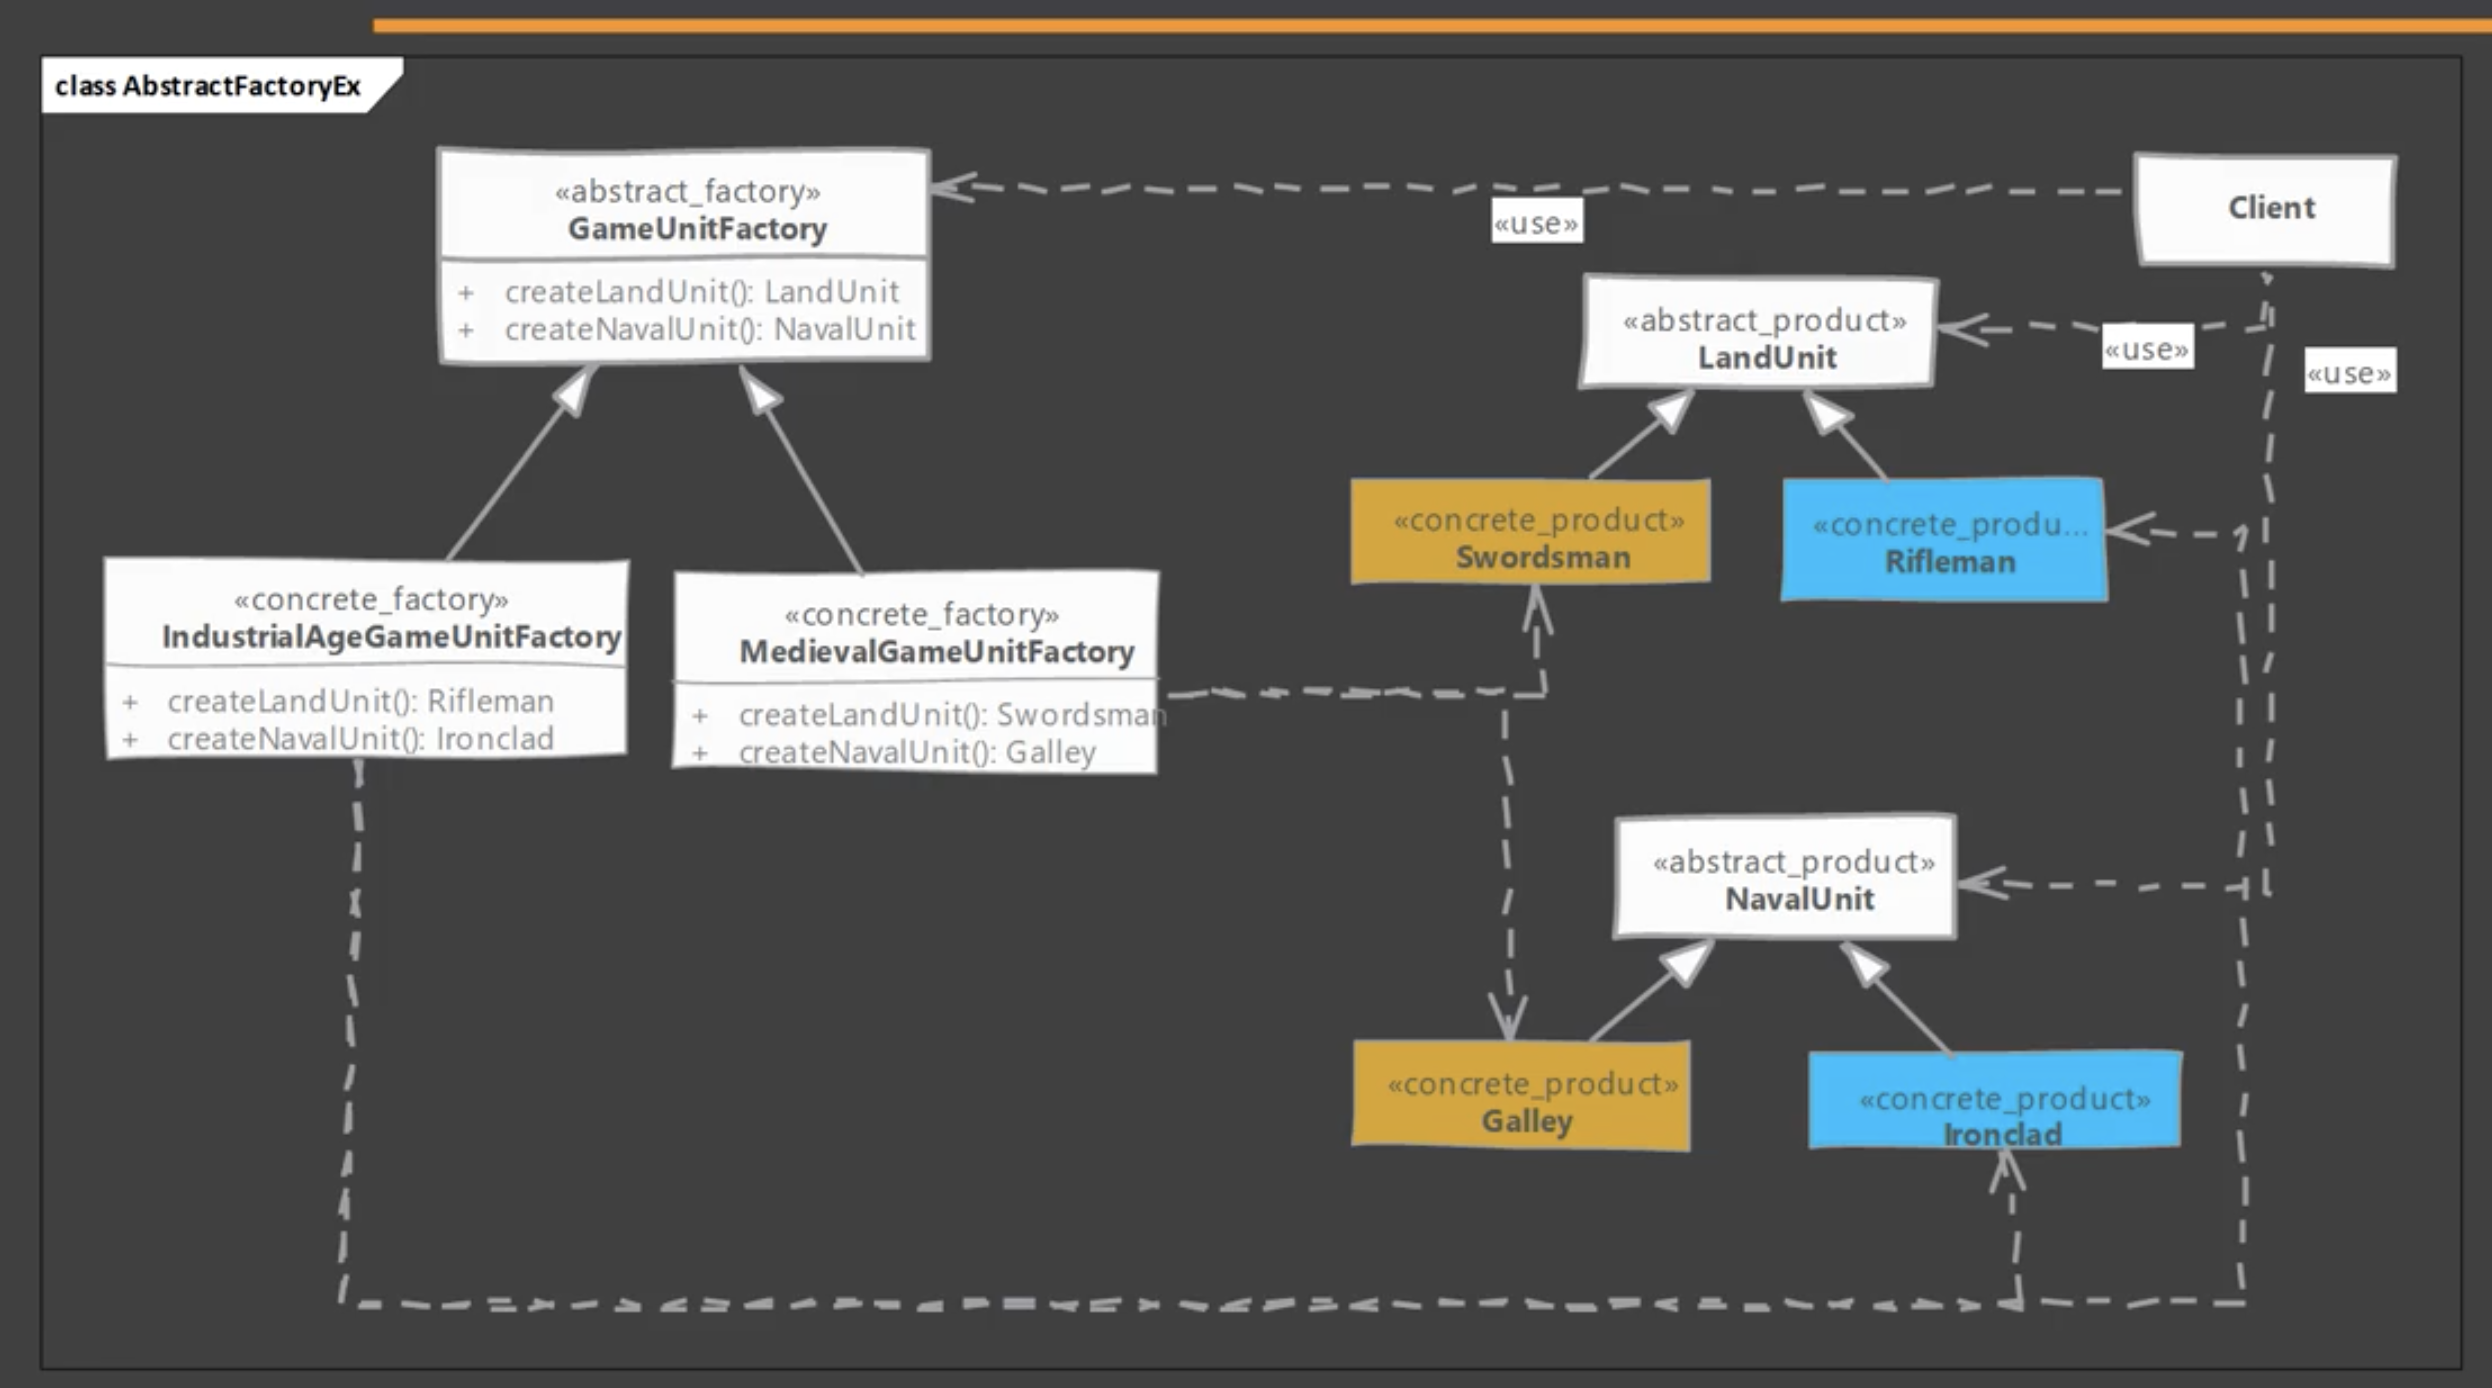 class AbstractFactoryEx
«abstract_factory»
GameUnitFactory
+ createLandUnit(): LandUnit
+ createNavalUnit(): NavalUnit
«use»
Client
«abstract_product»
LandUnit
«use»
«use»
«concrete_product»
Swordsman
«concrete_produ...
Rifleman
«concrete_factory»
IndustrialAgeGameUnitFactory
+ createLandUnit(): Rifleman
+ createNavalUnit(): Ironclad
«concrete_factory»
MedievalGameUnitFactory
+ createLandUnit(): Swordsman
+ createNavalUnit(): Galley
«abstract_product»
NavalUnit
«concrete_product»
Galley
«concrete_product»
Ironclad